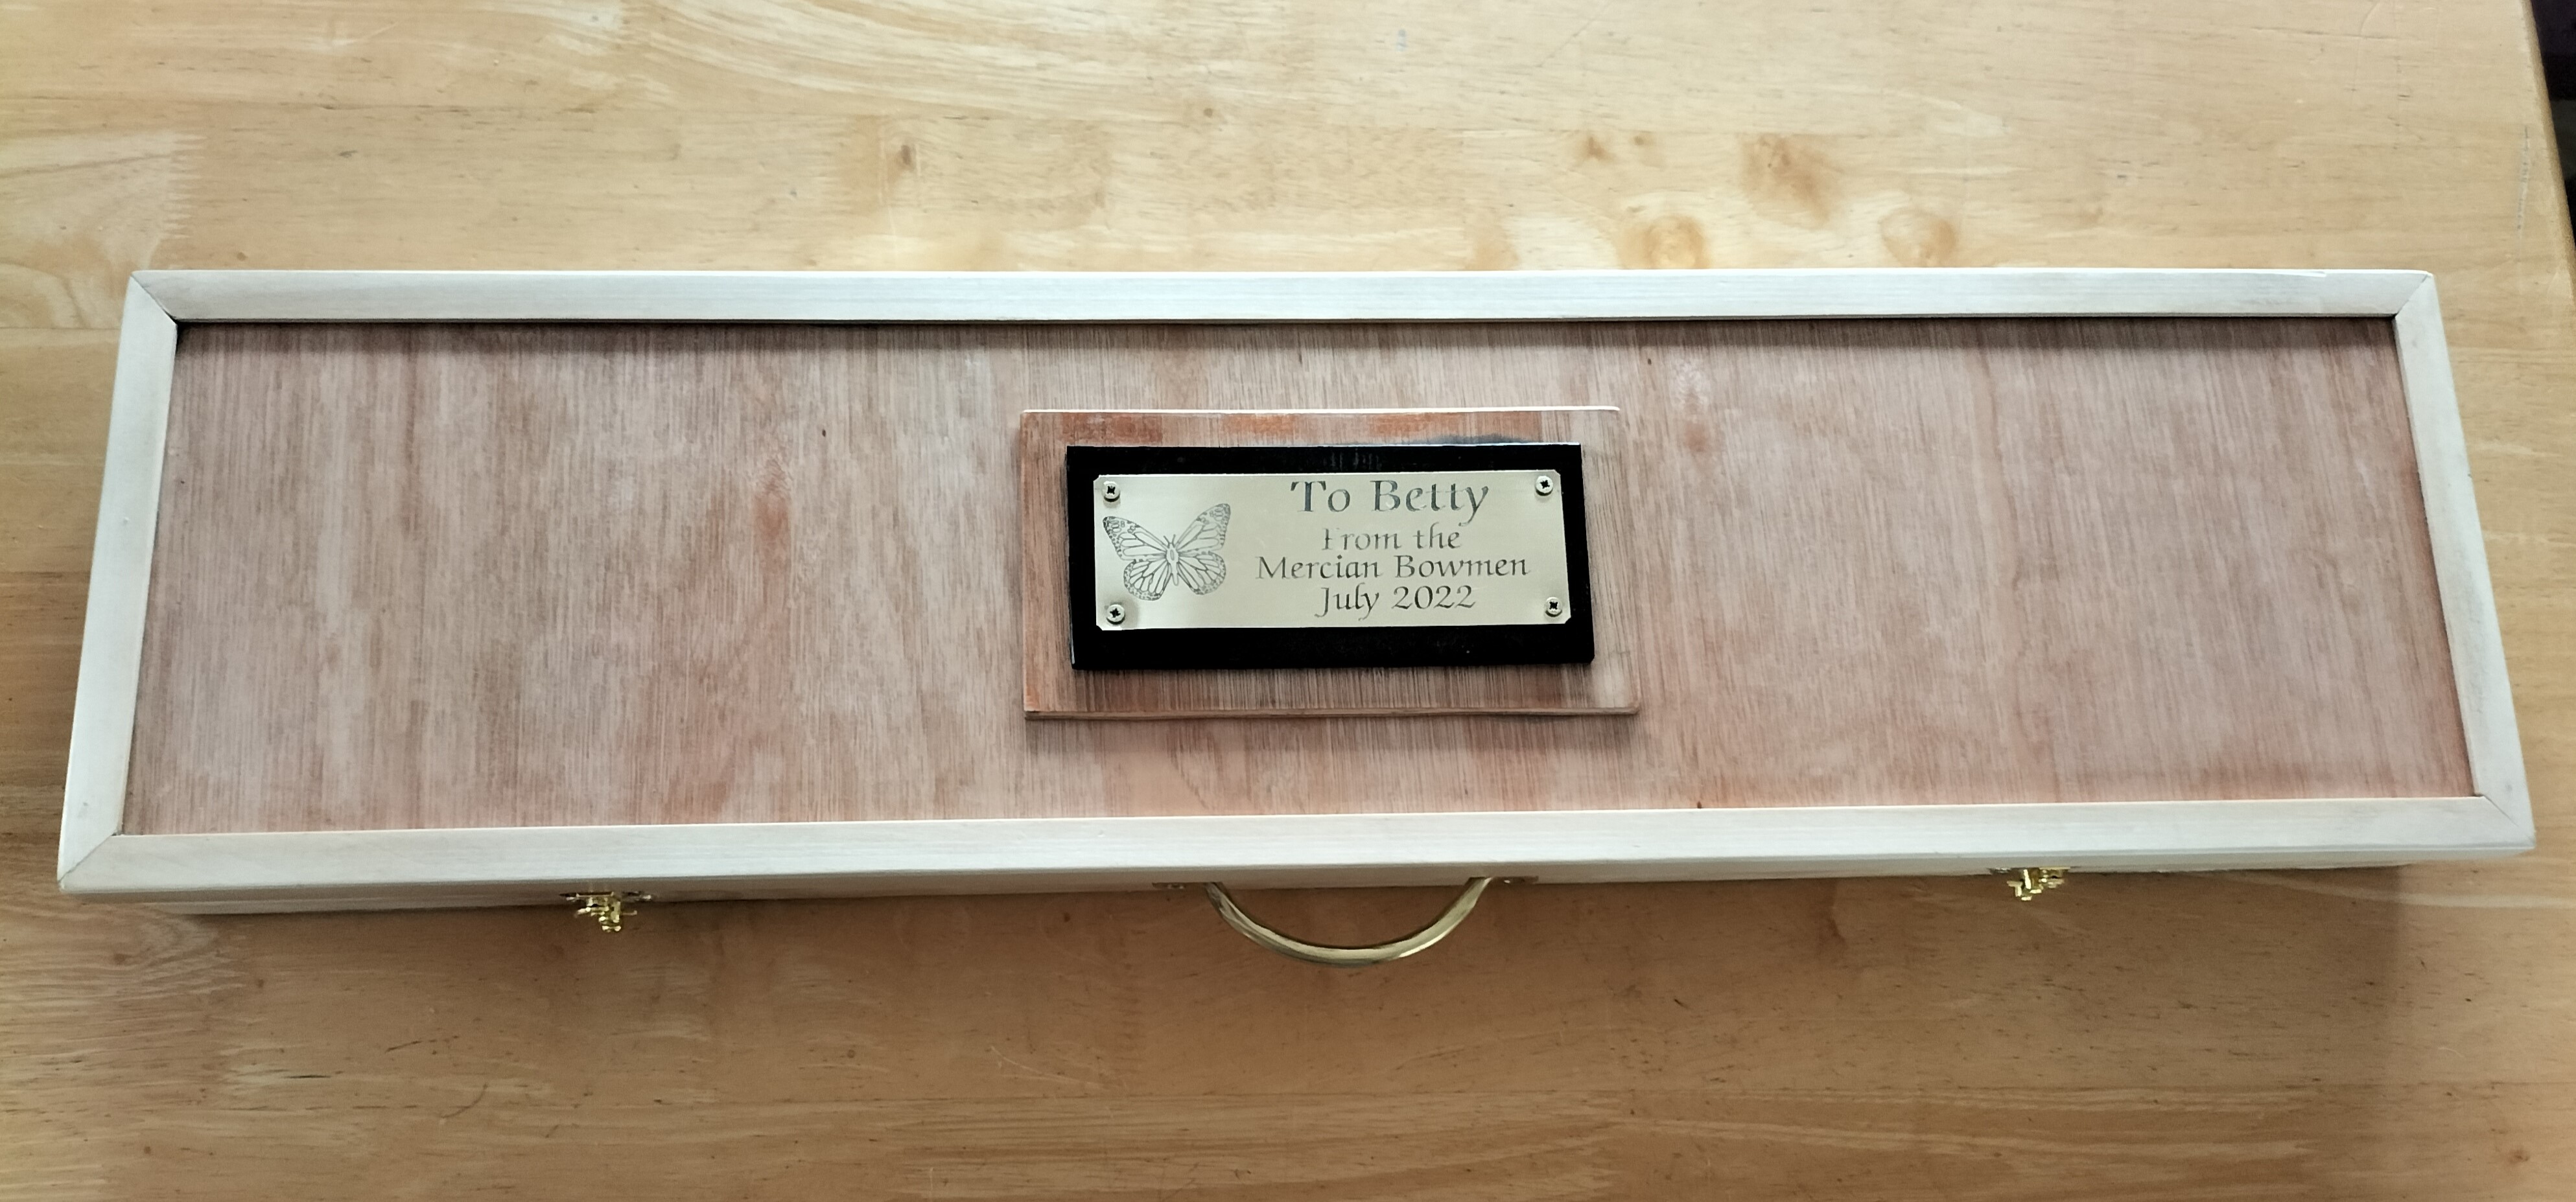 To Betty
From the
Mercian Bowmen
July 2022